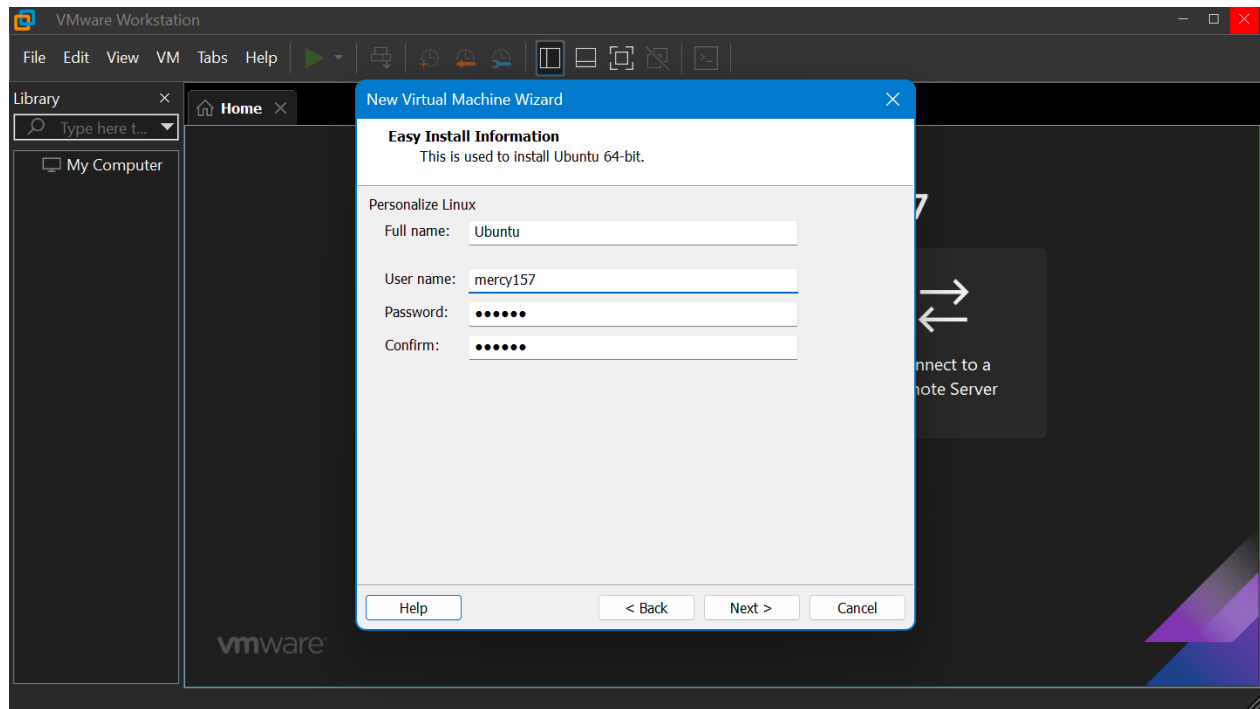 VMware Workstation
File Edit View VM Tabs Help
Library
Type here t...
My Computer
Home
New Virtual Machine Wizard
Easy Install Information
This is used to install Ubuntu 64-bit.
Personalize Linux
Full name: Ubuntu
User name: mercy157
Password: ••••••
Confirm: ••••••
7
nnect to a
note Server
Help < Back Next > Cancel
vmware